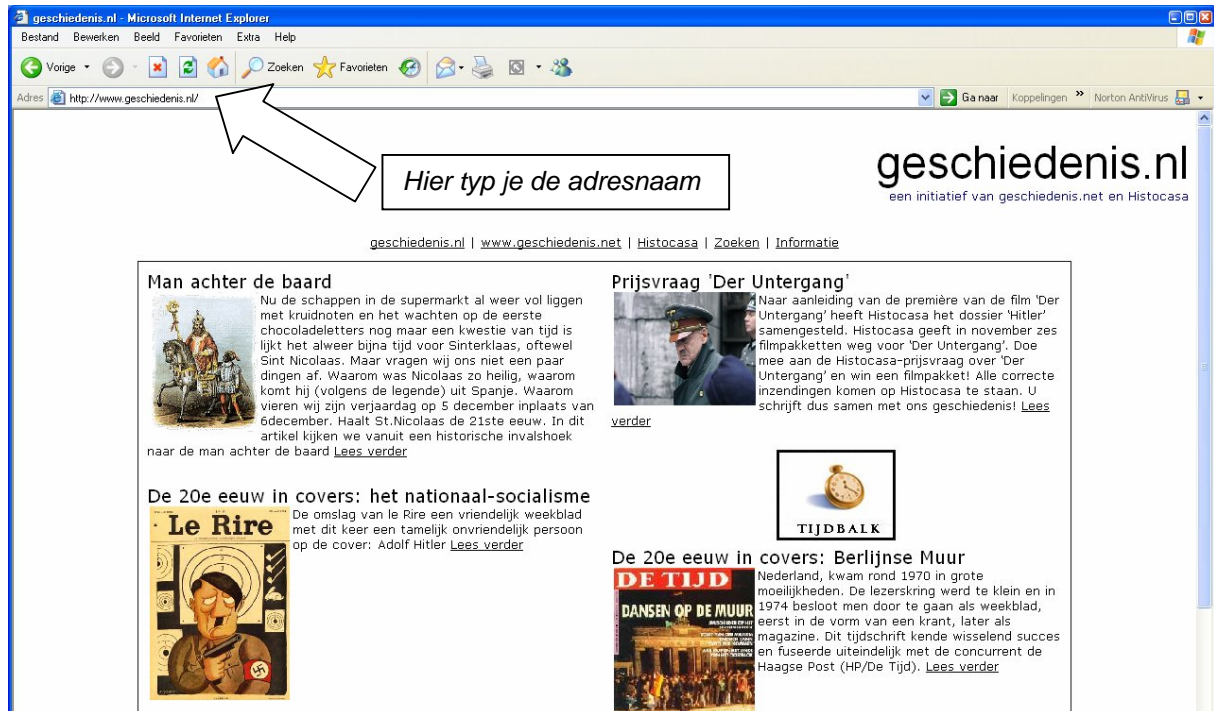 geschiedenis.nl - Microsoft Internet Explorer
Bestand Bewerken Beeld Favorieten Extra Help
Vorige Zoeken Favorieten
Adres http://www.geschiedenis.nl/ Ga naar Koppelingen » Norton AntiVirus
Hier typ je de adresnaam
geschiedenis.nl
een initiatief van geschiedenis.net en Histocasa
geschiedenis.nl | www.geschiedenis.net | Histocasa | Zoeken | Informatie
Man achter de baard
Nu de schappen in de supermarkt al weer vol liggen
met kruidnoten en het wachten op de eerste
chocoladeletters nog maar een kwestie van tijd is
lijkt het alweer bijna tijd voor Sinterklaas, oftewel
Sint Nicolaas. Maar vragen wij ons niet een paar
dingen af. Waarom was Nicolaas zo heilig, waarom
komt hij (volgens de legende) uit Spanje. Waarom
vieren wij zijn verjaardag op 5 december inplaats van
6december. Haalt St.Nicolaas de 21ste eeuw. In dit
artikel kijken we vanuit een historische invalshoek
naar de man achter de baard Lees verder
De 20e eeuw in covers: het nationaal-socialisme
De omslag van le Rire een vriendelijk weekblad
met dit keer een tamelijk onvriendelijk persoon
op de cover: Adolf Hitler Lees verder
Le Rire
Prijsvraag 'Der Untergang'
Naar aanleiding van de première van de film 'Der
Untergang' heeft Histocasa het dossier 'Hitler'
samengesteld. Histocasa geeft in november zes
filmpakketten weg voor 'Der Untergang'. Doe
mee aan de Histocasa-prijsvraag over 'Der
Untergang' en win een filmpakket! Alle correcte
inzendingen komen op Histocasa te staan. U
schrijft dus samen met ons geschiedenis! Lees
verder
TIJDBALK
De 20e eeuw in covers: Berlijnse Muur
DE TIJD
DANSEN OP DE MUUR
Nederland, kwam rond 1970 in grote
moeilijkheden. De lezerskring werd te klein en in
1974 besloot men door te gaan als weekblad,
eerst in de vorm van een krant, later als
magazine. Dit tijdschrift kende wisselend succes
en fuseerde uiteindelijk met de concurrent de
Haagse Post (HP/De Tijd). Lees verder